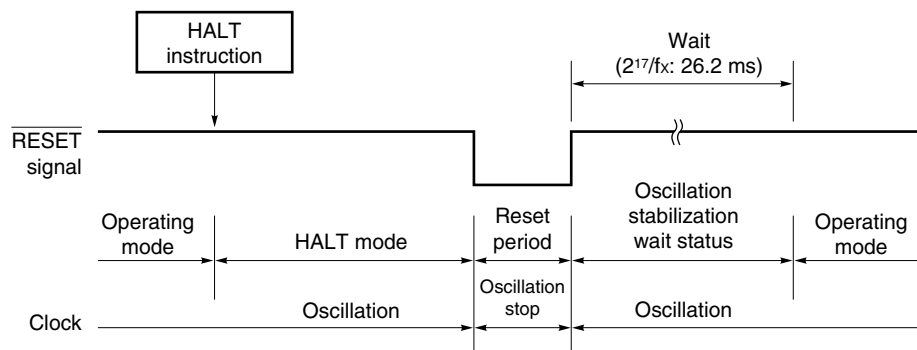 HALT
instruction
Wait
(2¹⁷/fx: 26.2 ms)
RESET
signal
Operating
mode
HALT mode
Reset
period
Oscillation
stabilization
wait status
Operating
mode
Clock
Oscillation
Oscillation
stop
Oscillation